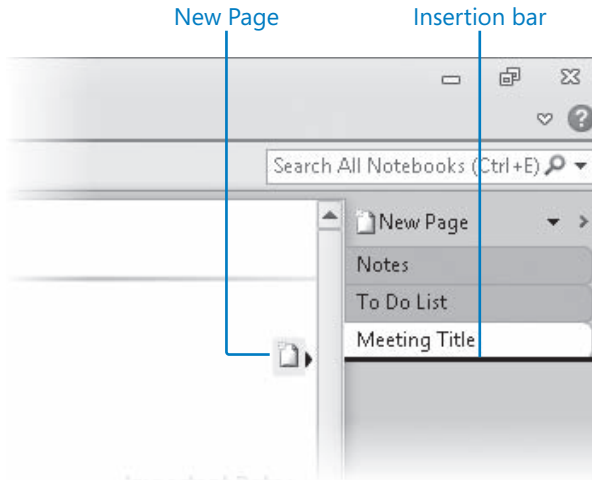 New Page
Insertion bar
Search All Notebooks (Ctrl+E)
New Page
Notes
To Do List
Meeting Title